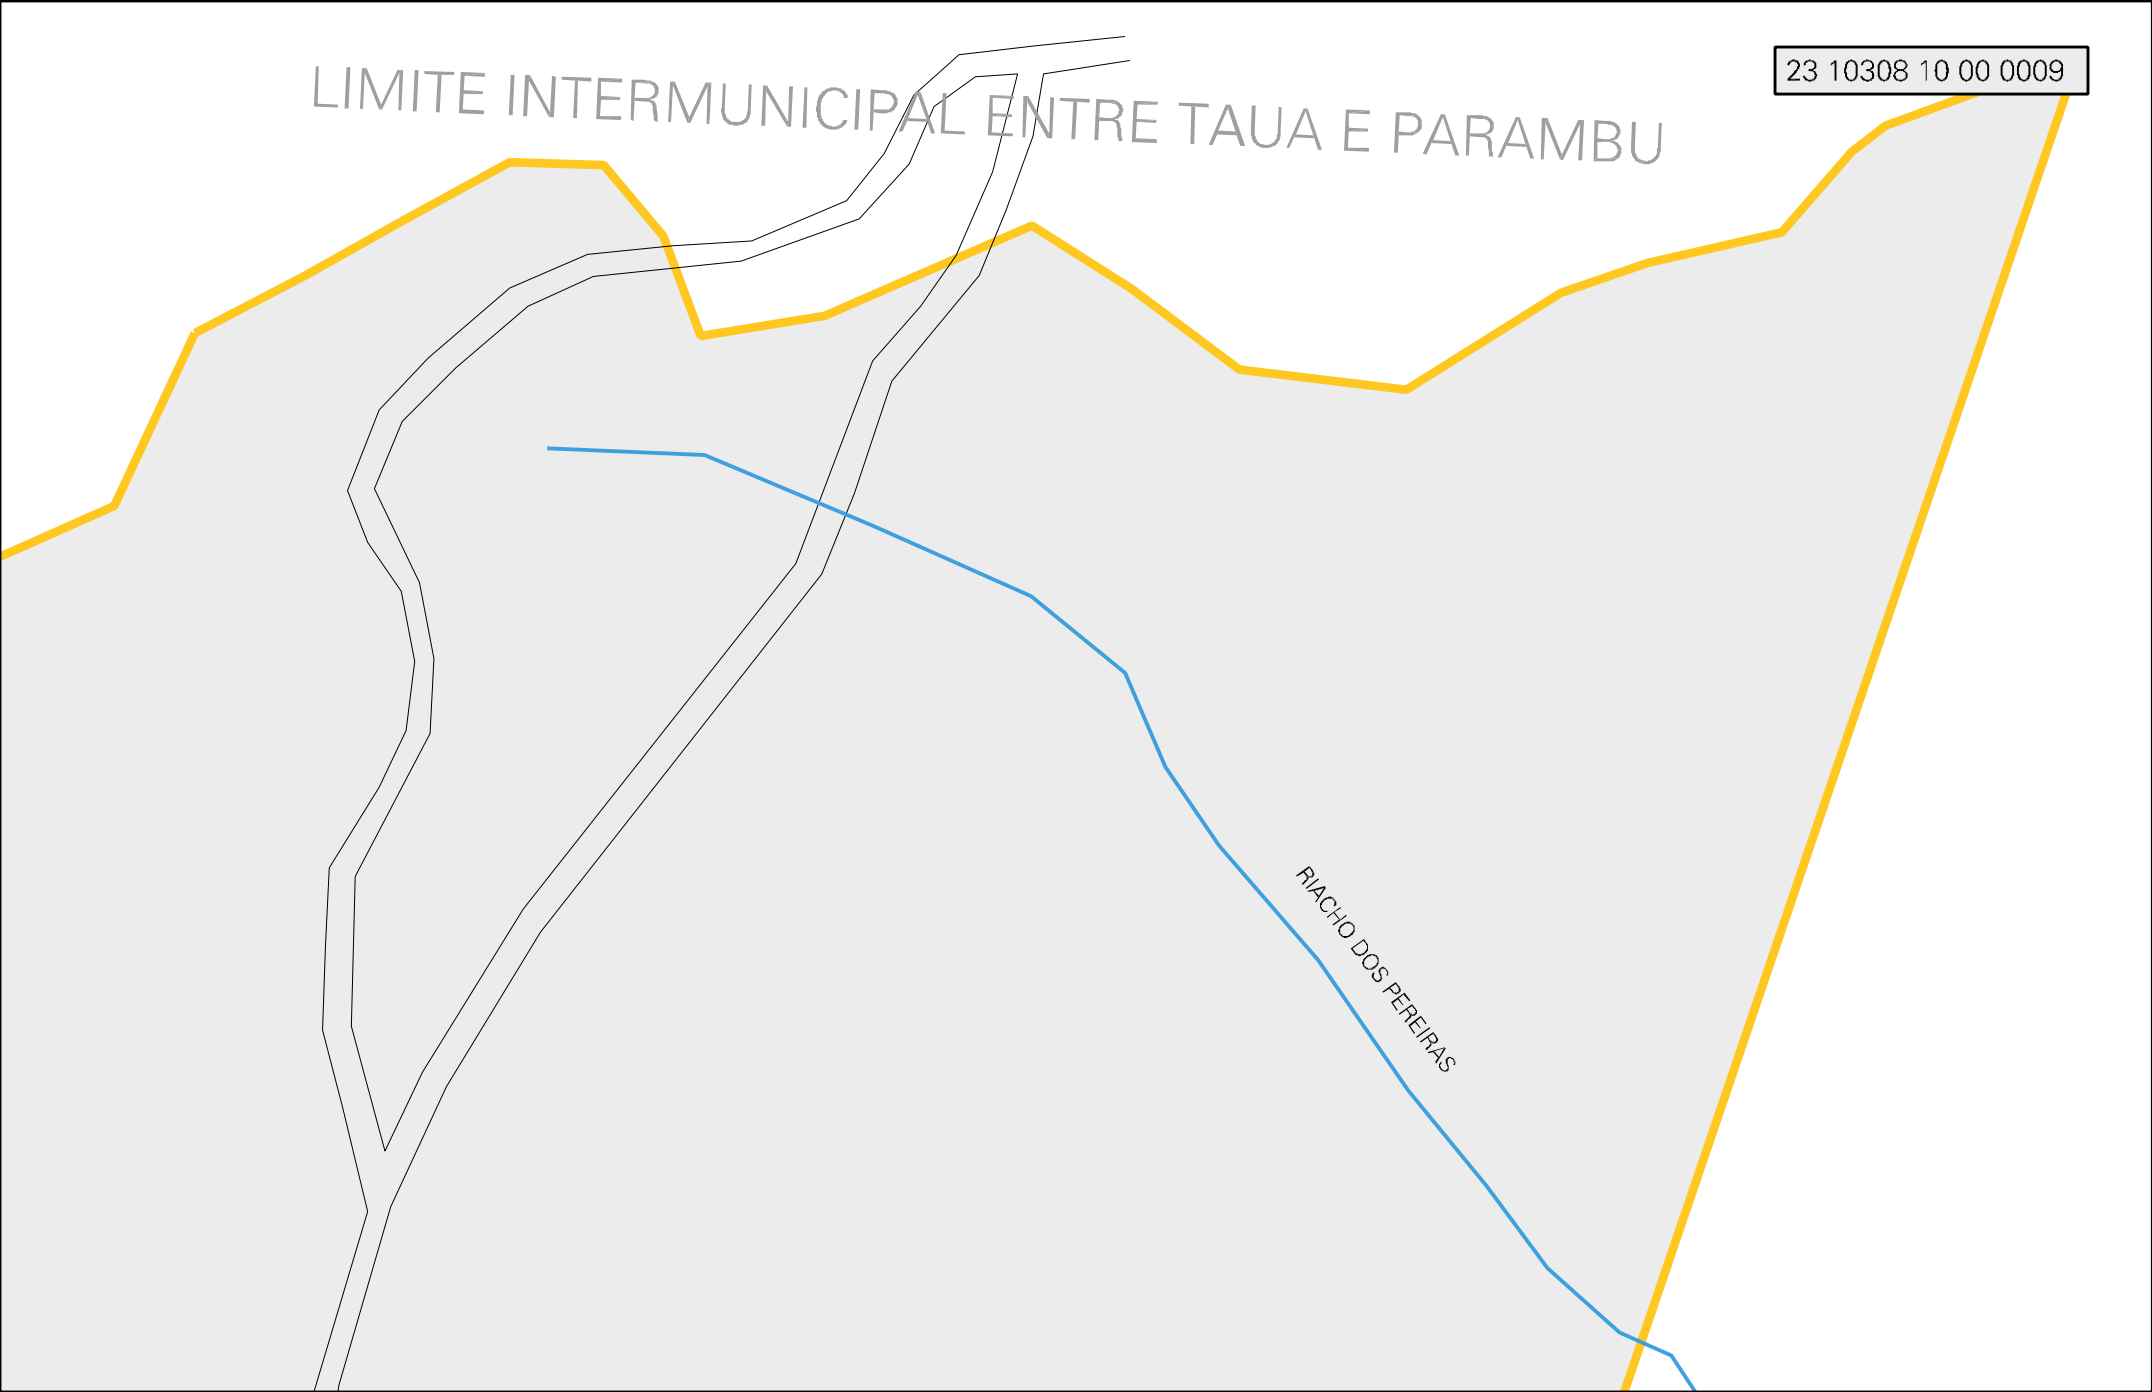 23 10308 10 00 0009
LIMITE INTERMUNICIPAL ENTRE TAUA E PARAMBU
RIACHO DOS PEREIRAS